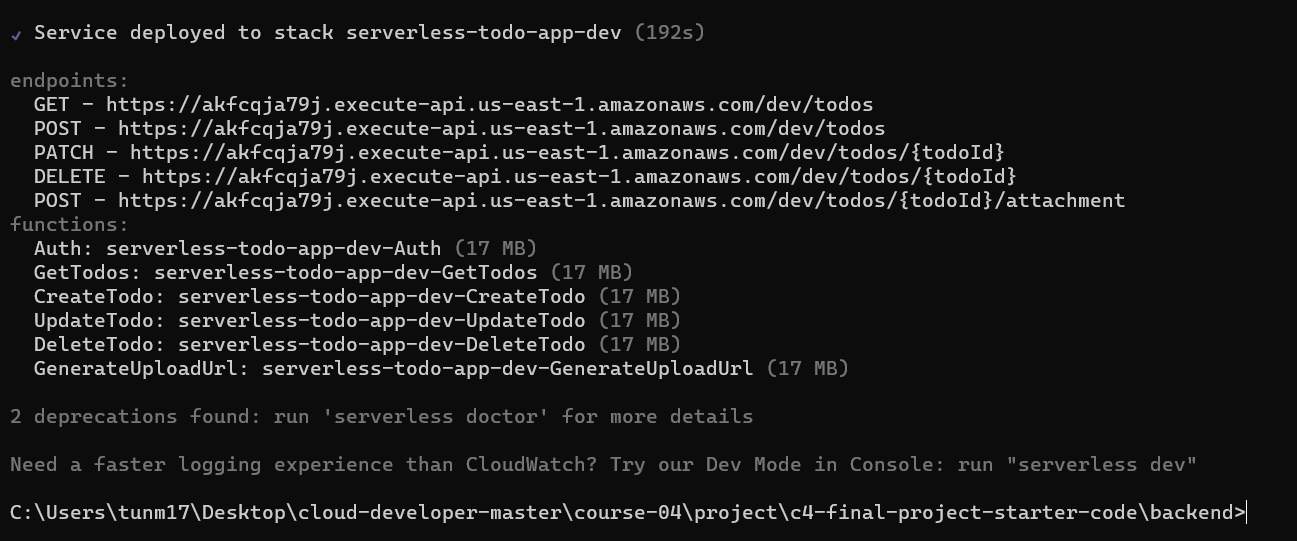 ✓ Service deployed to stack serverless-todo-app-dev (192s)
endpoints:
GET - https://akfcqja79j.execute-api.us-east-1.amazonaws.com/dev/todos
POST - https://akfcqja79j.execute-api.us-east-1.amazonaws.com/dev/todos
PATCH - https://akfcqja79j.execute-api.us-east-1.amazonaws.com/dev/todos/{todoId}
DELETE - https://akfcqja79j.execute-api.us-east-1.amazonaws.com/dev/todos/{todoId}
POST - https://akfcqja79j.execute-api.us-east-1.amazonaws.com/dev/todos/{todoId}/attachment
functions:
Auth: serverless-todo-app-dev-Auth (17 MB)
GetTodos: serverless-todo-app-dev-GetTodos (17 MB)
CreateTodo: serverless-todo-app-dev-CreateTodo (17 MB)
UpdateTodo: serverless-todo-app-dev-UpdateTodo (17 MB)
DeleteTodo: serverless-todo-app-dev-DeleteTodo (17 MB)
GenerateUploadUrl: serverless-todo-app-dev-GenerateUploadUrl (17 MB)
2 deprecations found: run 'serverless doctor' for more details
Need a faster logging experience than CloudWatch? Try our Dev Mode in Console: run "serverless dev"
C:\Users\tunm17\Desktop\cloud-developer-master\course-04\project\c4-final-project-starter-code\backend>